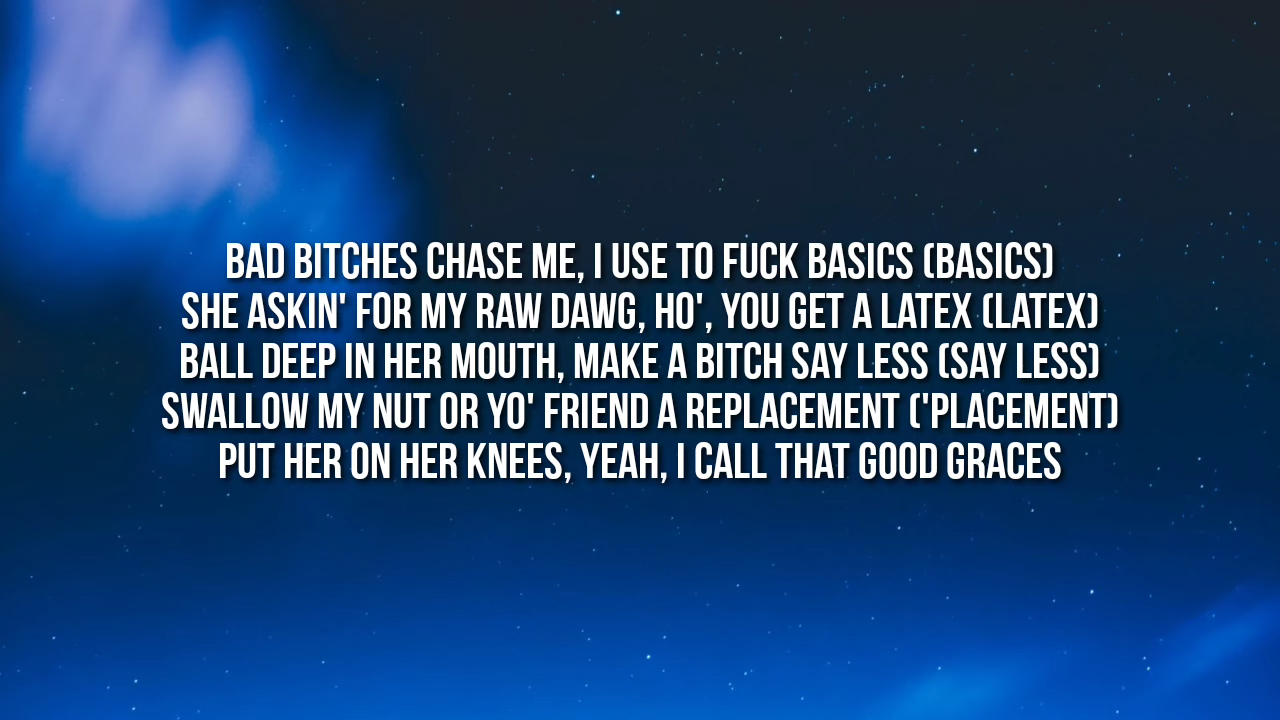 BAD BITCHES CHASE ME, I USE TO FUCK BASICS (BASICS)
SHE ASKIN' FOR MY RAW DAWG, HO', YOU GET A LATEX (LATEX)
BALL DEEP IN HER MOUTH, MAKE A BITCH SAY LESS (SAY LESS)
SWALLOW MY NUT OR YO' FRIEND A REPLACEMENT ('PLACEMENT)
PUT HER ON HER KNEES, YEAH, I CALL THAT GOOD GRACES